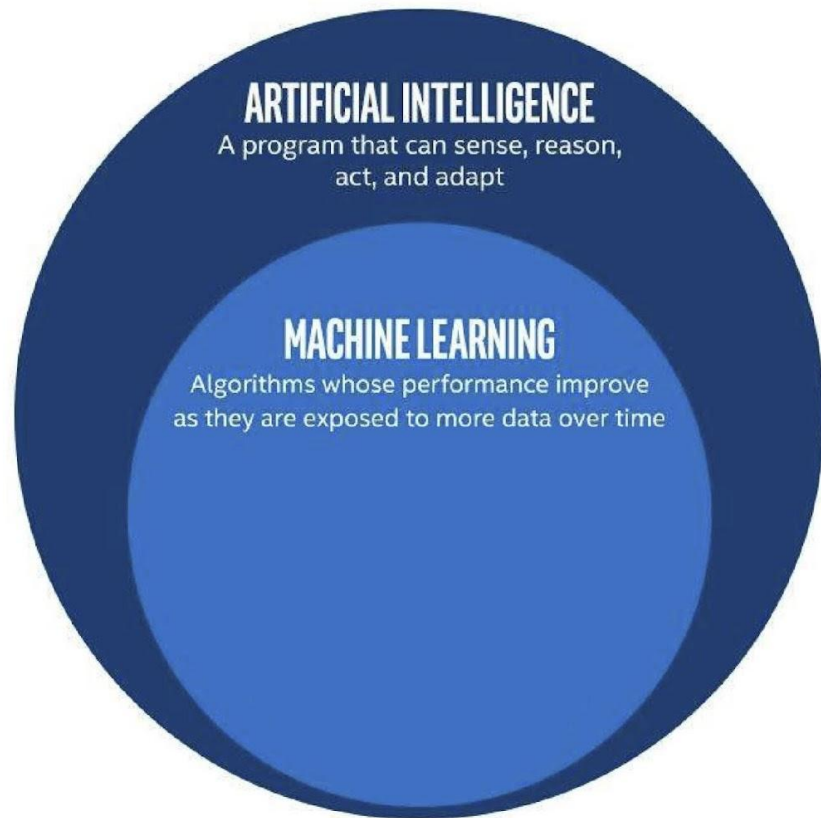 ARTIFICIAL INTELLIGENCE
A program that can sense, reason,
act, and adapt
MACHINE LEARNING
Algorithms whose performance improve
as they are exposed to more data over time